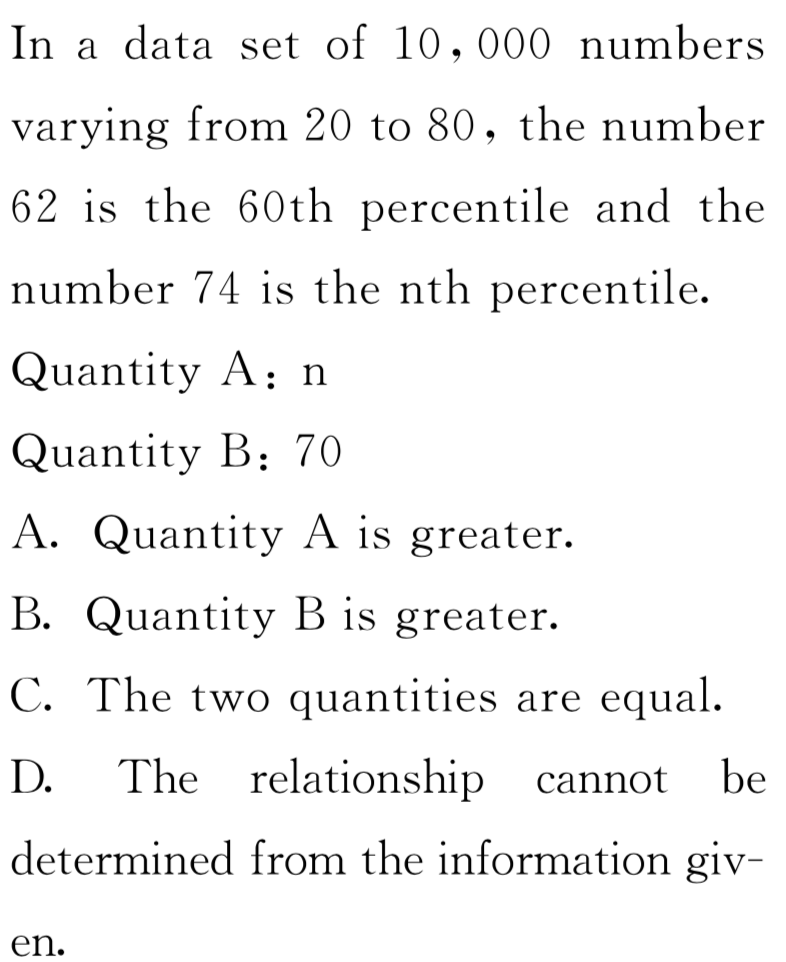 In a data set of 10，000 numbers
varying from 20 to 80，the number
62 is the 60th percentile and the
number 74 is the nth percentile.
Quantity A：n
Quantity B：70
A. Quantity A is greater.
B. Quantity B is greater.
C. The two quantities are equal.
D. The relationship cannot be
determined from the information giv-
en.